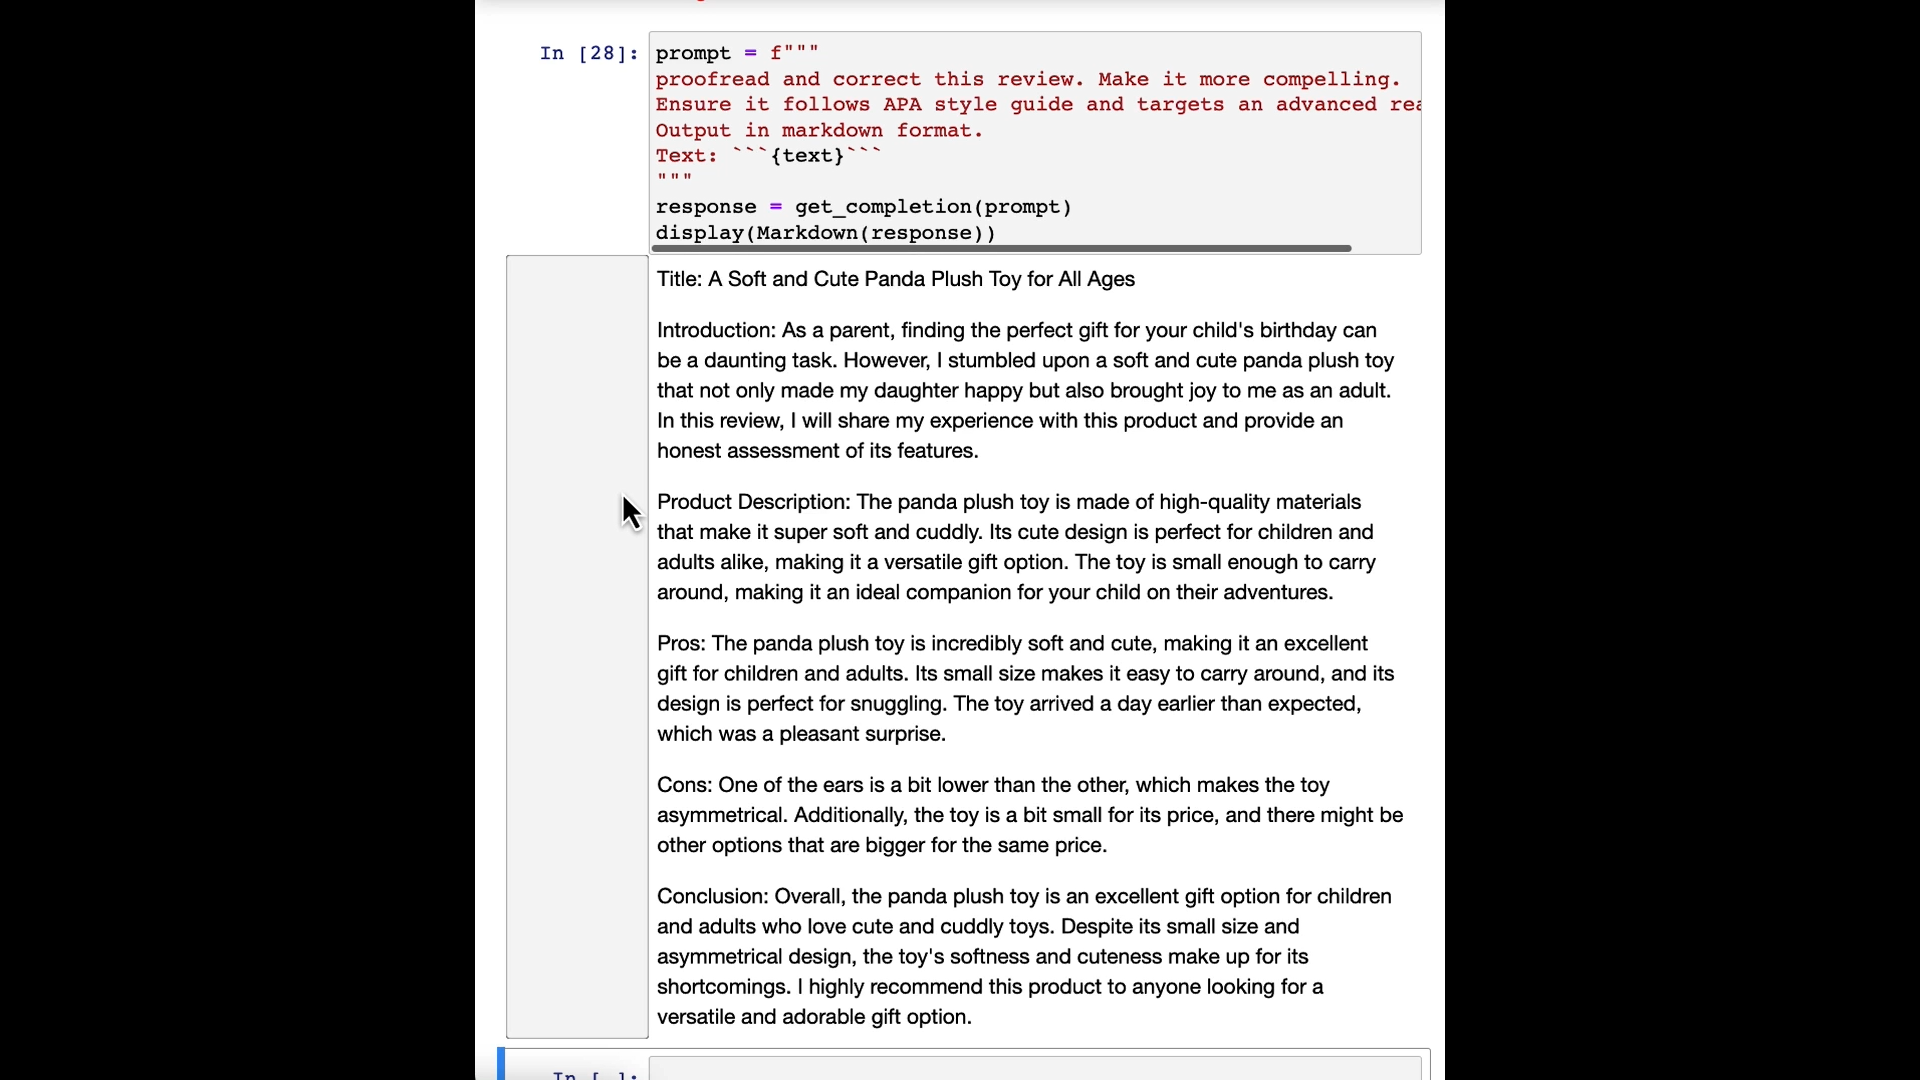 In [28]:
prompt = f"""
proofread and correct this review. Make it more compelling.
Ensure it follows APA style guide and targets an advanced
Output in markdown format.
Text: ```{text}```
"""
response = get_completion(prompt)
display(Markdown(response))
Title: A Soft and Cute Panda Plush Toy for All Ages
Introduction: As a parent, finding the perfect gift for your child's birthday can
be a daunting task. However, I stumbled upon a soft and cute panda plush toy
that not only made my daughter happy but also brought joy to me as an adult.
In this review, I will share my experience with this product and provide an
honest assessment of its features.
Product Description: The panda plush toy is made of high-quality materials
that make it super soft and cuddly. Its cute design is perfect for children and
adults alike, making it a versatile gift option. The toy is small enough to carry
around, making it an ideal companion for your child on their adventures.
Pros: The panda plush toy is incredibly soft and cute, making it an excellent
gift for children and adults. Its small size makes it easy to carry around, and its
design is perfect for snuggling. The toy arrived a day earlier than expected,
which was a pleasant surprise.
Cons: One of the ears is a bit lower than the other, which makes the toy
asymmetrical. Additionally, the toy is a bit small for its price, and there might be
other options that are bigger for the same price.
Conclusion: Overall, the panda plush toy is an excellent gift option for children
and adults who love cute and cuddly toys. Despite its small size and
asymmetrical design, the toy's softness and cuteness make up for its
shortcomings. I highly recommend this product to anyone looking for a
versatile and adorable gift option.
In [ ]: